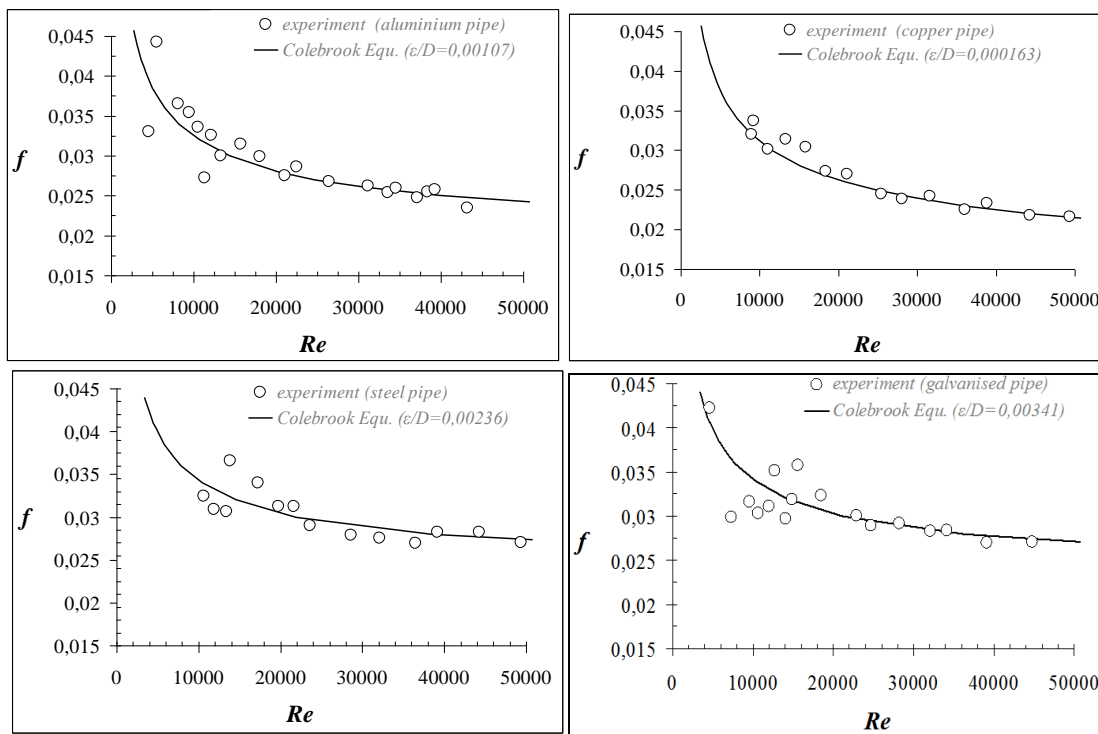 experiment (aluminium pipe)
Colebrook Equ. (ε/D=0,00107)
0,045
0,04
0,035
0,03
0,025
0,02
0,015
f
0 10000 20000 30000 40000 50000
Re
experiment (copper pipe)
Colebrook Equ. (ε/D=0,000163)
0,045
0,04
0,035
0,03
0,025
0,02
0,015
f
0 10000 20000 30000 40000 50000
Re
experiment (steel pipe)
Colebrook Equ. (ε/D=0,00236)
0,045
0,04
0,035
0,03
0,025
0,02
0,015
f
0 10000 20000 30000 40000 50000
Re
experiment (galvanised pipe)
Colebrook Equ. (ε/D=0,00341)
0,045
0,04
0,035
0,03
0,025
0,02
0,015
f
0 10000 20000 30000 40000 50000
Re